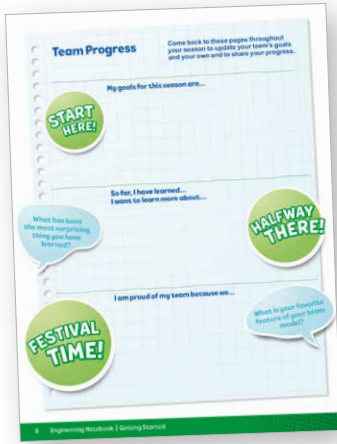 Team Progress
Come back to these pages throughout
your season to update your team's goals
and your own and to share your progress.
My goals for this season are...
START
HERE!
So far, I have learned...
I want to learn more about...
HALFWAY
THERE!
What has been
the most surprising
thing you have
learned?
I am proud of my team because we...
FESTIVAL
TIME!
What is your favorite
feature of your team
model?
6 Engineering Notebook | Getting Started